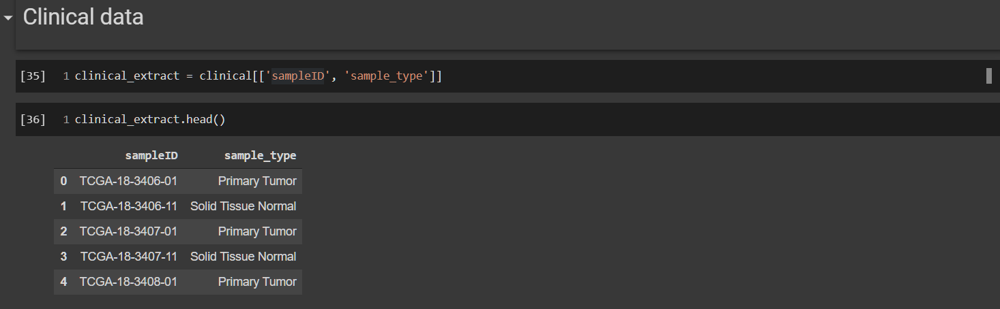 Clinical data
[35] 1 clinical_extract = clinical[['sampleID', 'sample_type']]
[36] 1 clinical_extract.head()
sampleID sample_type
0 TCGA-18-3406-01 Primary Tumor
1 TCGA-18-3406-11 Solid Tissue Normal
2 TCGA-18-3407-01 Primary Tumor
3 TCGA-18-3407-11 Solid Tissue Normal
4 TCGA-18-3408-01 Primary Tumor